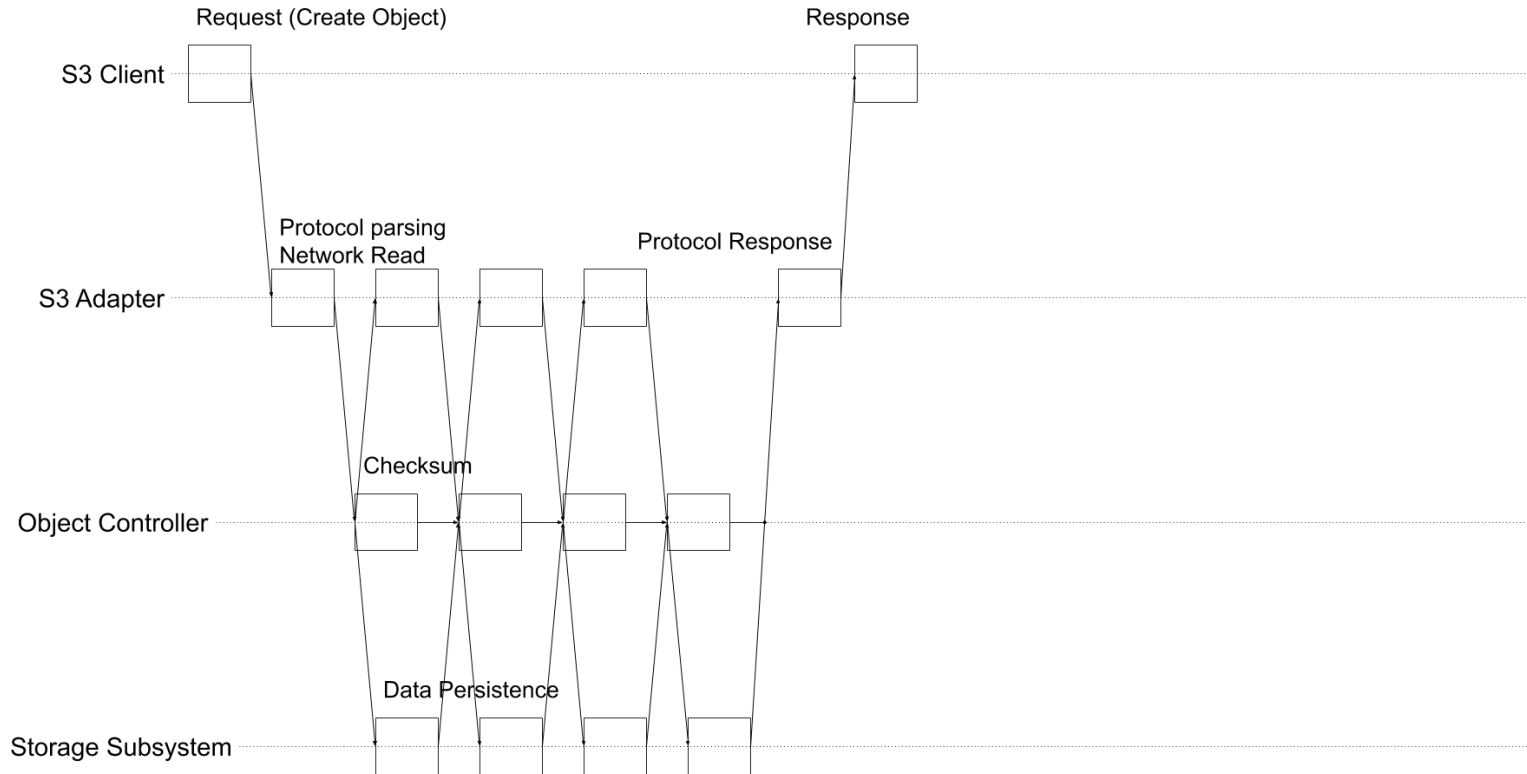 Request (Create Object)
Response
S3 Client
Protocol parsing
Network Read
Protocol Response
S3 Adapter
Checksum
Object Controller
Data Persistence
Storage Subsystem